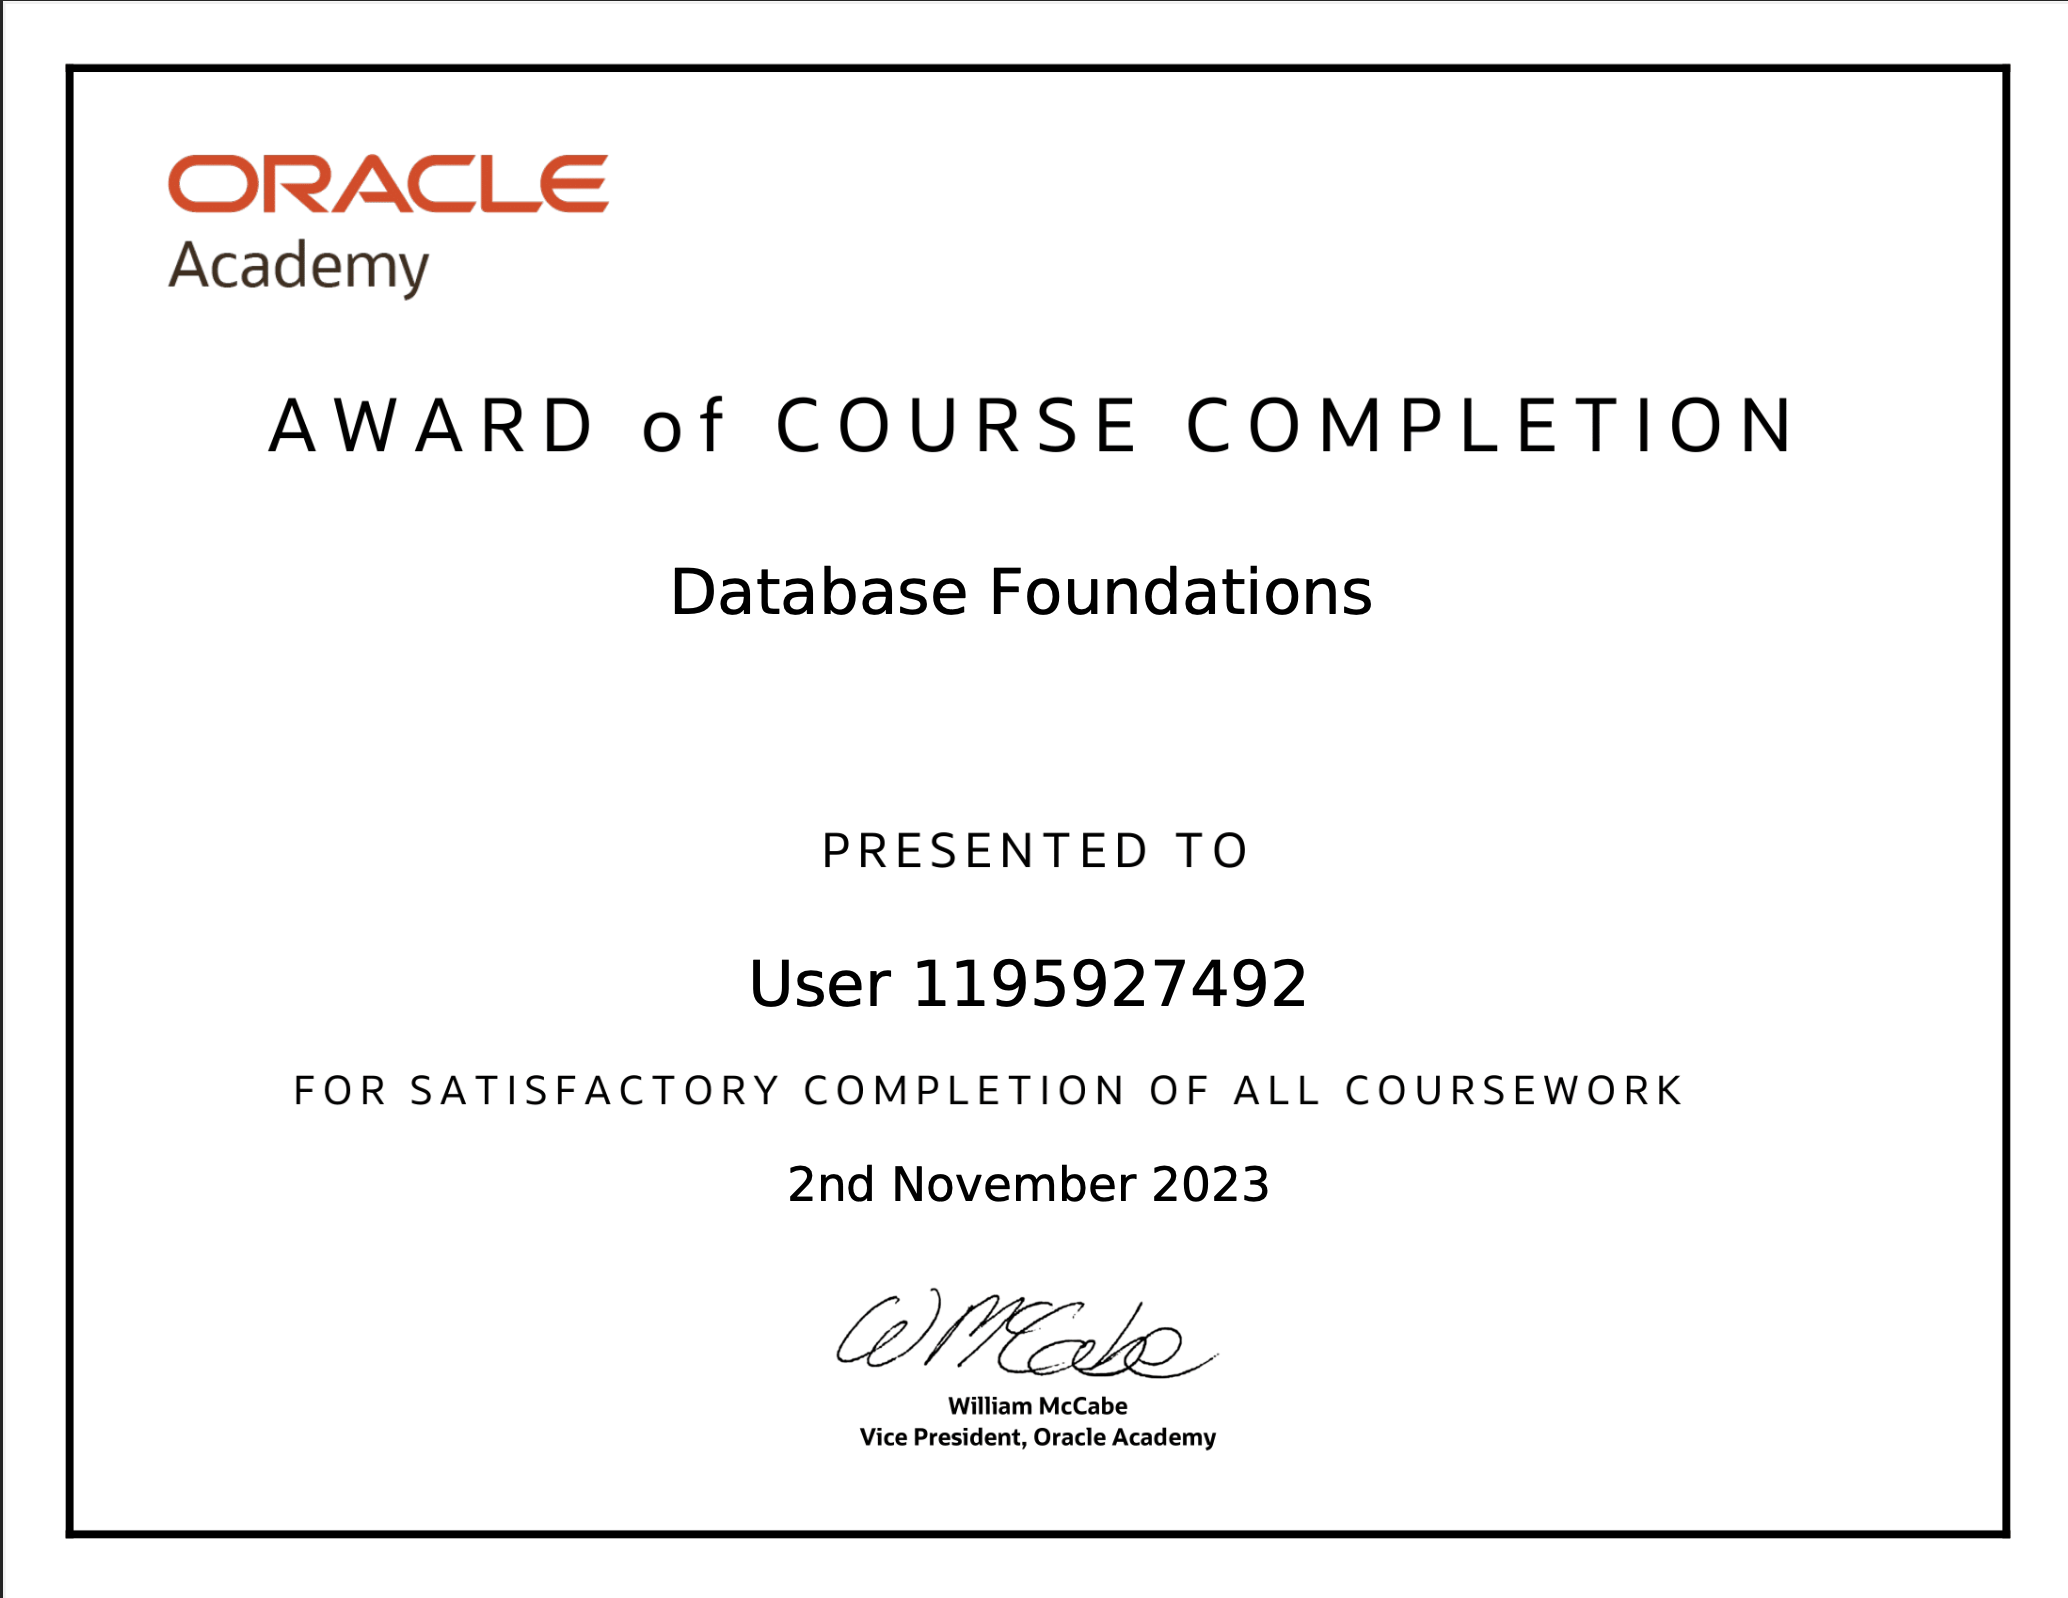 ORACLE
Academy
AWARD of COURSE COMPLETION
Database Foundations
PRESENTED TO
User 1195927492
FOR SATISFACTORY COMPLETION OF ALL COURSEWORK
2nd November 2023
W McCabe
William McCabe
Vice President, Oracle Academy